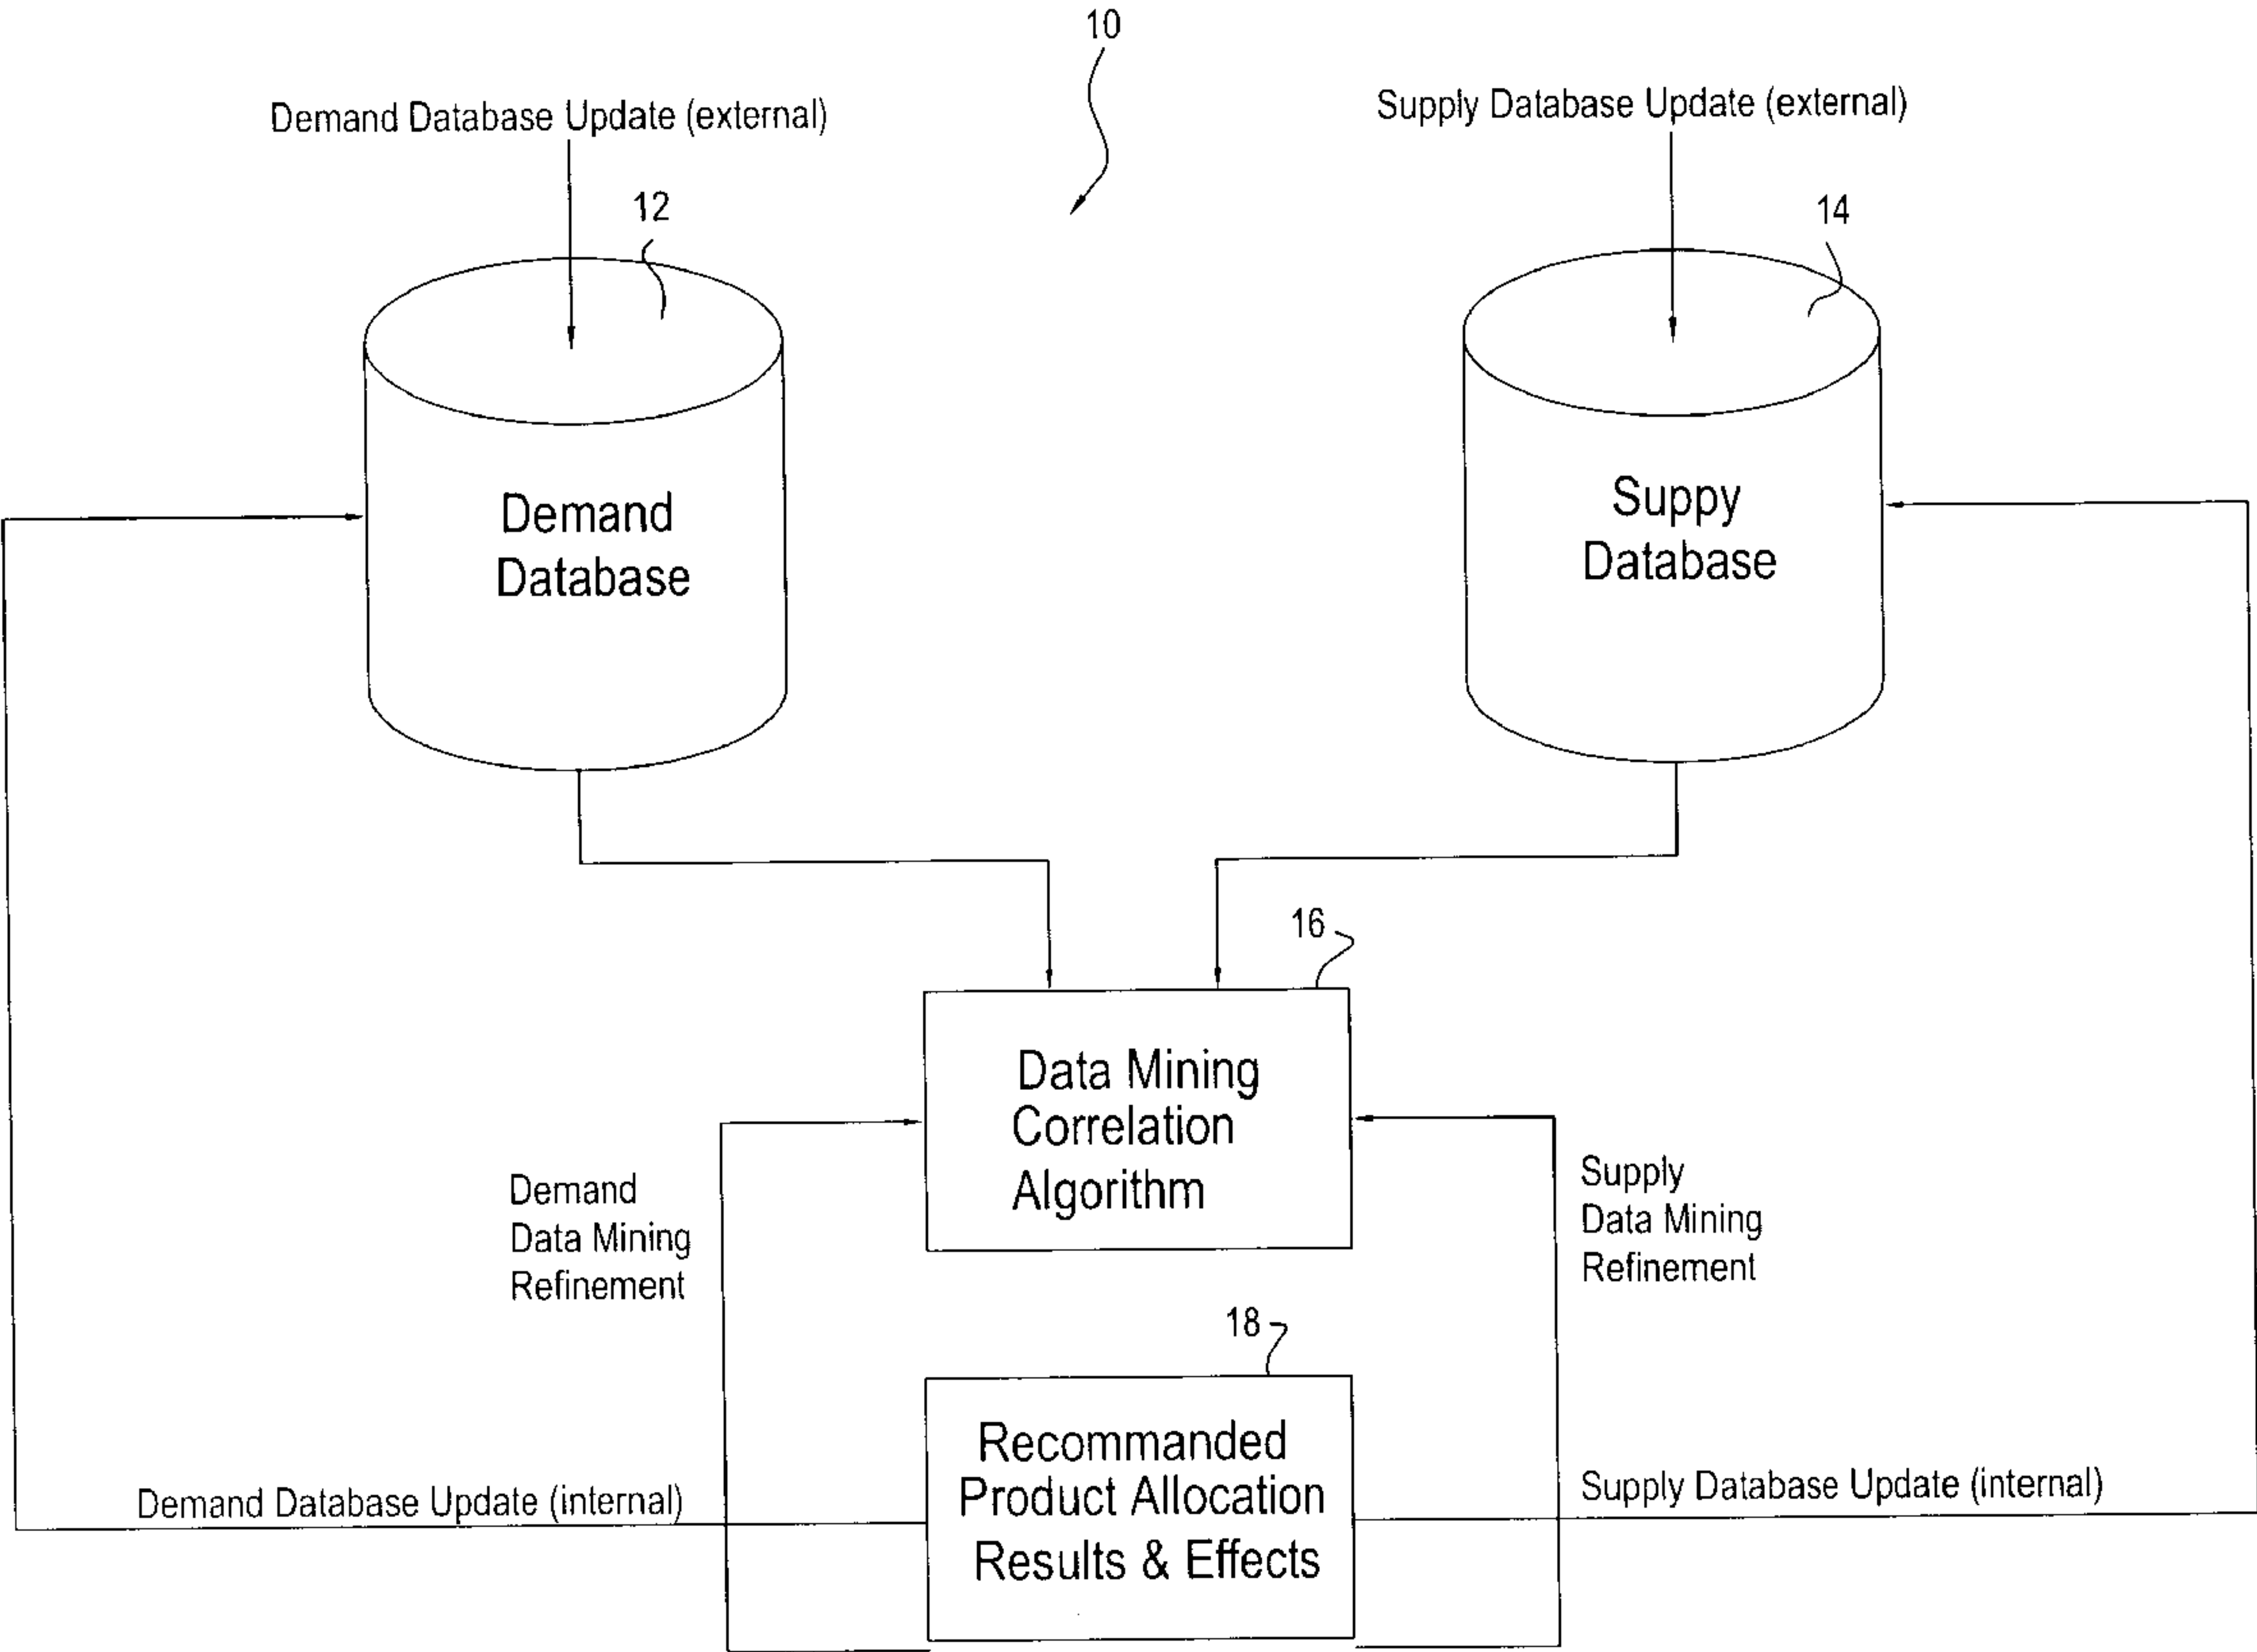 10
Demand Database Update (external)
Supply Database Update (external)
12
14
Demand
Database
Suppy
Database
16
Data Mining
Correlation
Algorithm
Demand
Data Mining
Refinement
Supply
Data Mining
Refinement
18
Recommanded
Product Allocation
Results & Effects
Demand Database Update (internal)
Supply Database Update (internal)